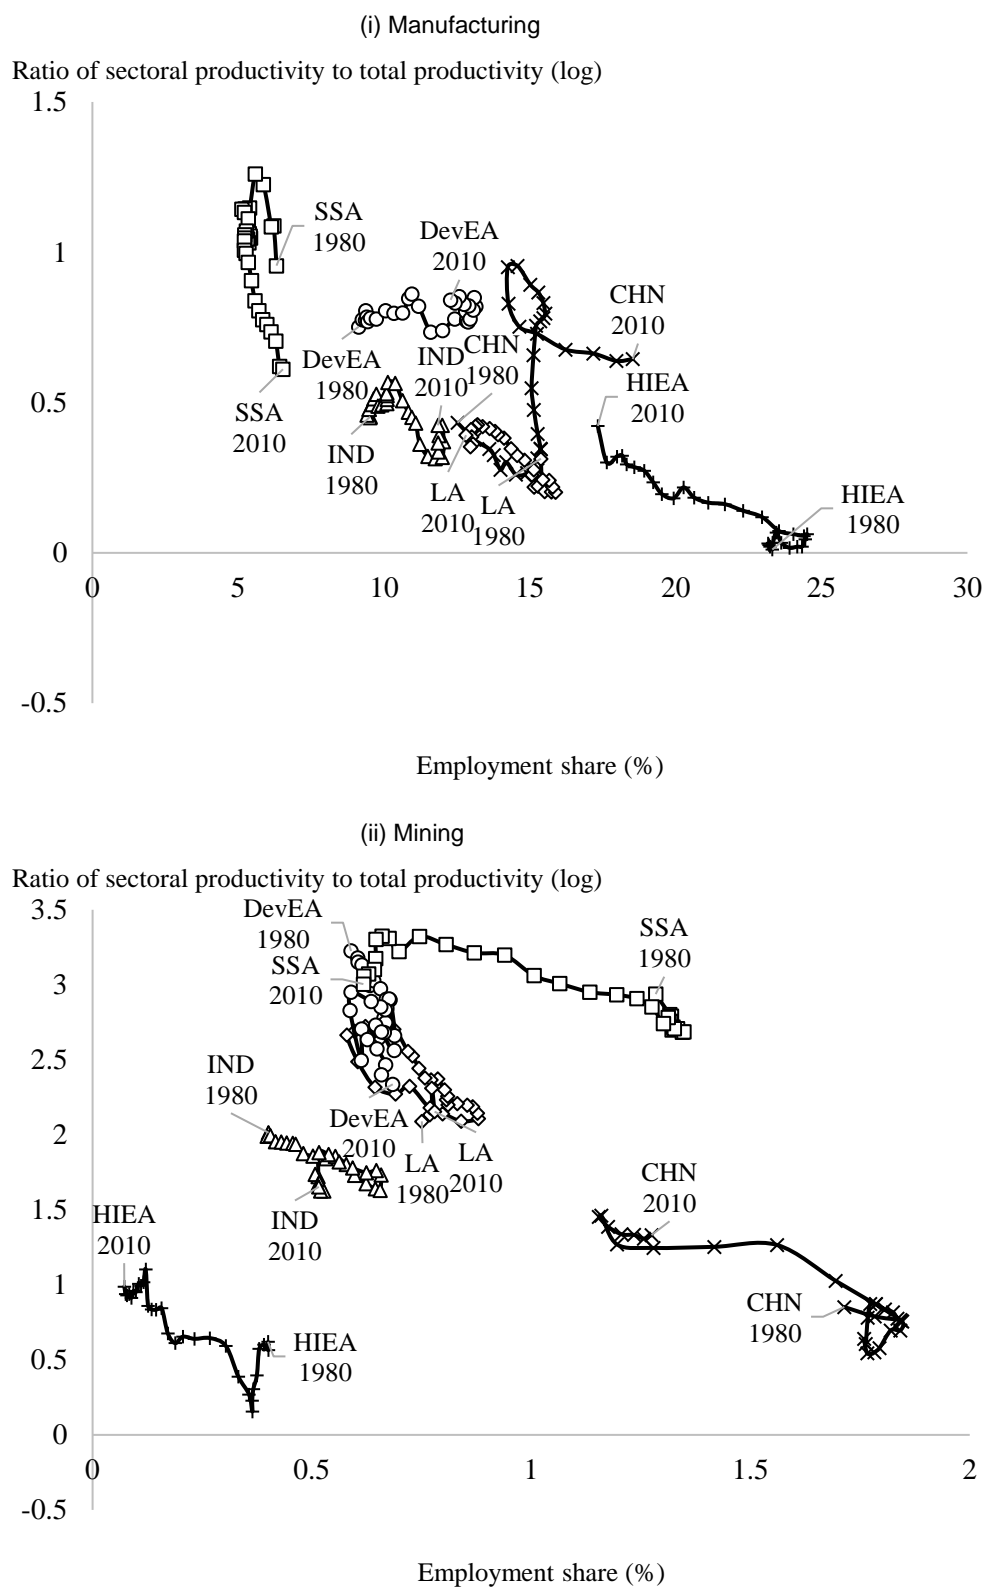 (i) Manufacturing
Ratio of sectoral productivity to total productivity (log)
1.5
SSA
1980
DevEA
2010
1
CHN
2010
DevEA
1980
IND
2010
CHN
1980
HIEA
2010
0.5
SSA
2010
IND
1980
LA
2010
LA
1980
HIEA
1980
0
0 5 10 15 20 25 30
-0.5
Employment share (%)
(ii) Mining
Ratio of sectoral productivity to total productivity (log)
3.5
DevEA
1980
SSA
1980
SSA
2010
3
2.5
IND
1980
DevEA
2010
2
LA
1980
LA
2010
CHN
2010
1.5
HIEA
2010
IND
2010
1
CHN
1980
HIEA
1980
0.5
0
0 0.5 1 1.5 2
-0.5
Employment share (%)